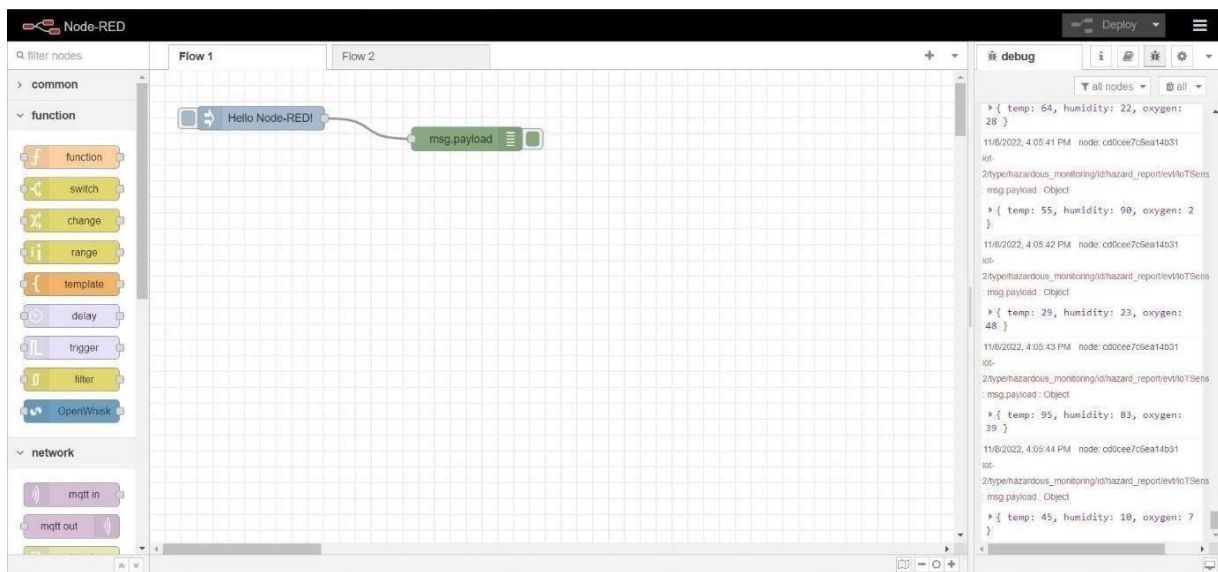 Node-RED
Deploy
filter nodes
Flow 1
Flow 2
debug
i
all nodes
all
common
function
function
switch
change
range
template
delay
trigger
filter
OpenWhisk
network
mqtt in
mqtt out
Hello Node-RED!
msg.payload
{ temp: 64, humidity: 22, oxygen:
28 }
11/8/2022, 4:05:41 PM node: cd0cee7c6ea14b31
iot-
2/type/hazardous_monitoring/id/hazard_report/evt/IoTSens
: msg.payload : Object
{ temp: 55, humidity: 90, oxygen: 2
}
11/8/2022, 4:05:42 PM node: cd0cee7c6ea14b31
iot-
2/type/hazardous_monitoring/id/hazard_report/evt/IoTSens
: msg.payload : Object
{ temp: 29, humidity: 23, oxygen:
48 }
11/8/2022, 4:05:43 PM node: cd0cee7c6ea14b31
iot-
2/type/hazardous_monitoring/id/hazard_report/evt/IoTSens
: msg.payload : Object
{ temp: 95, humidity: 83, oxygen:
39 }
11/8/2022, 4:05:44 PM node: cd0cee7c6ea14b31
iot-
2/type/hazardous_monitoring/id/hazard_report/evt/IoTSens
: msg.payload : Object
{ temp: 45, humidity: 10, oxygen: 7
}